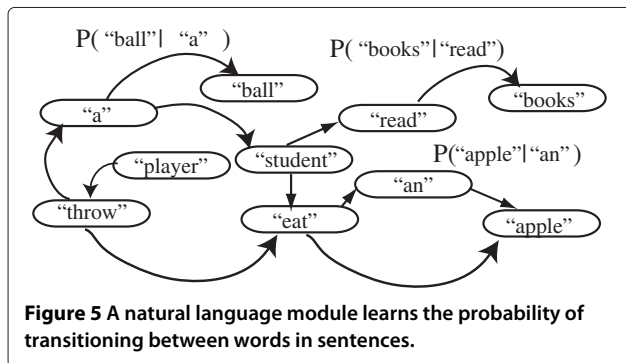 P( “ball”| “a” )
P( “books”|“read”)
“ball”
“books”
“a”
“read”
“player”
“student”
P(“apple”|“an”)
“an”
“throw”
“eat”
“apple”
Figure 5 A natural language module learns the probability of
transitioning between words in sentences.